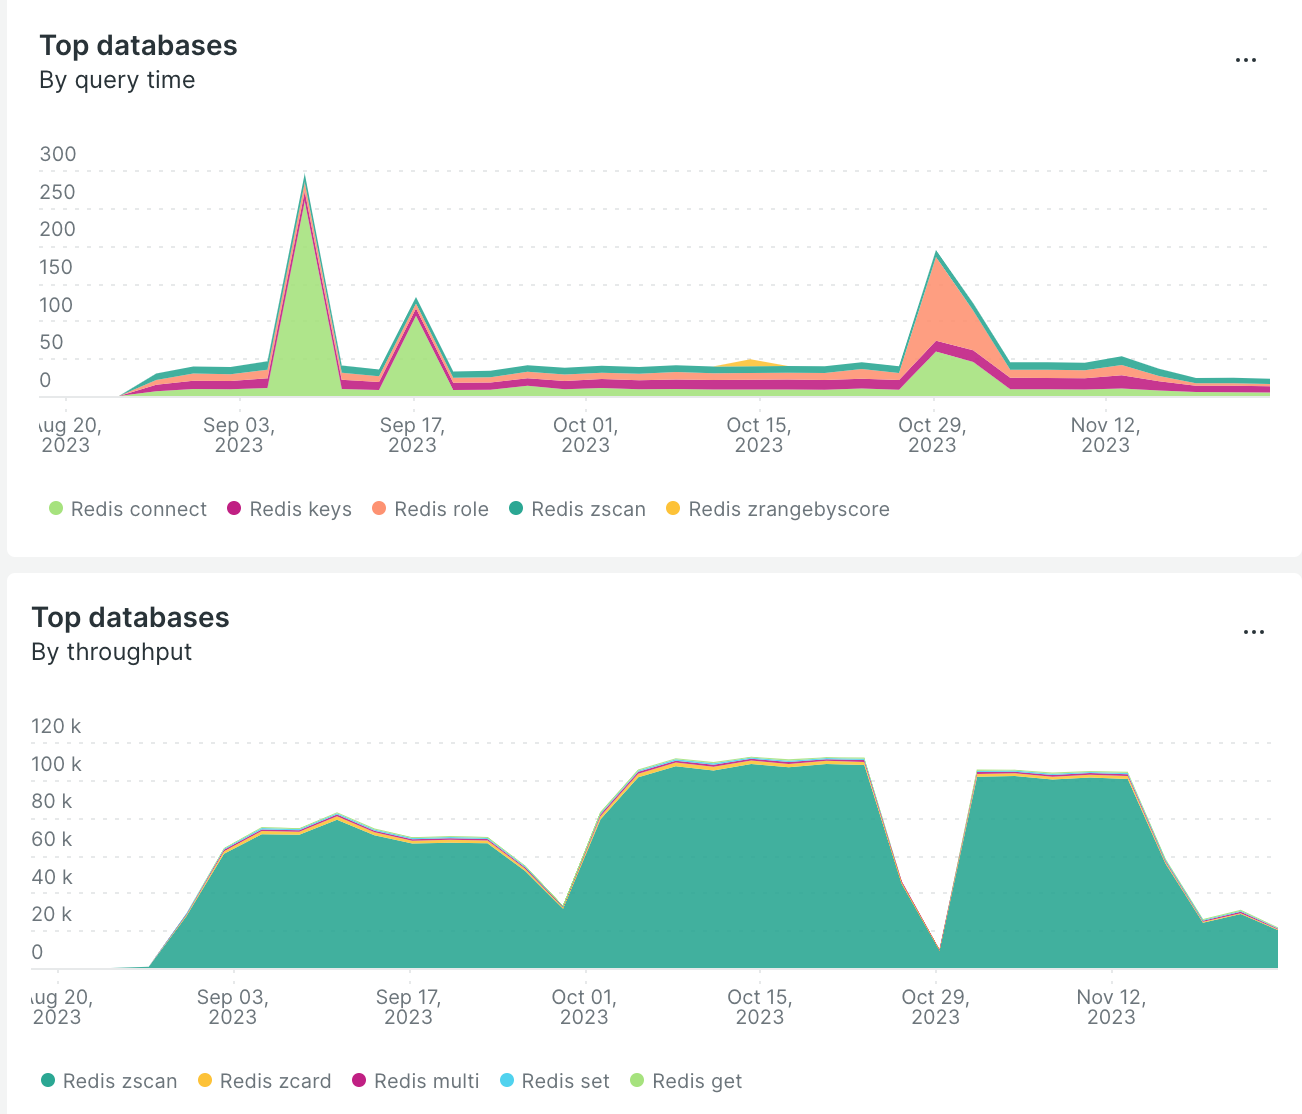 Top databases
By query time
...
300
250
200
150
100
50
0
ug 20, Sep 03, Sep 17, Oct 01, Oct 15, Oct 29, Nov 12,
2023 2023 2023 2023 2023 2023 2023
Redis connect Redis keys Redis role Redis zscan Redis zrangebyscore
Top databases
By throughput
...
120 k
100 k
80 k
60 k
40 k
20 k
0
ug 20, Sep 03, Sep 17, Oct 01, Oct 15, Oct 29, Nov 12,
2023 2023 2023 2023 2023 2023 2023
Redis zscan Redis zcard Redis multi Redis set Redis get